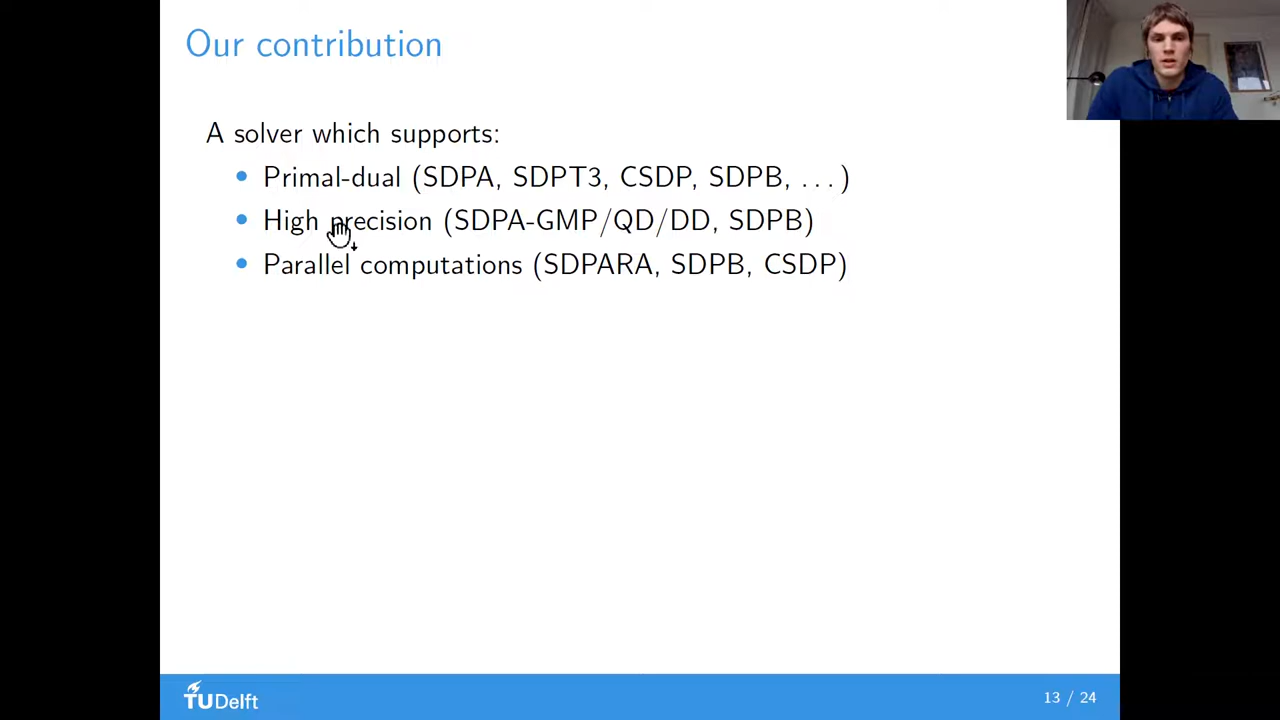 Our contribution
A solver which supports:
• Primal-dual (SDPA, SDPT3, CSDP, SDPB, . . . )
• High precision (SDPA-GMP/QD/DD, SDPB)
• Parallel computations (SDPARA, SDPB, CSDP)
TUDelft
13 / 24